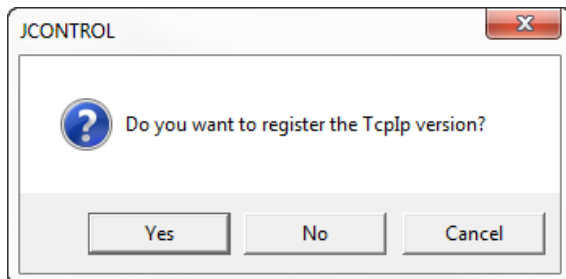 JCONTROL
Do you want to register the TcpIp version?
Yes
No
Cancel